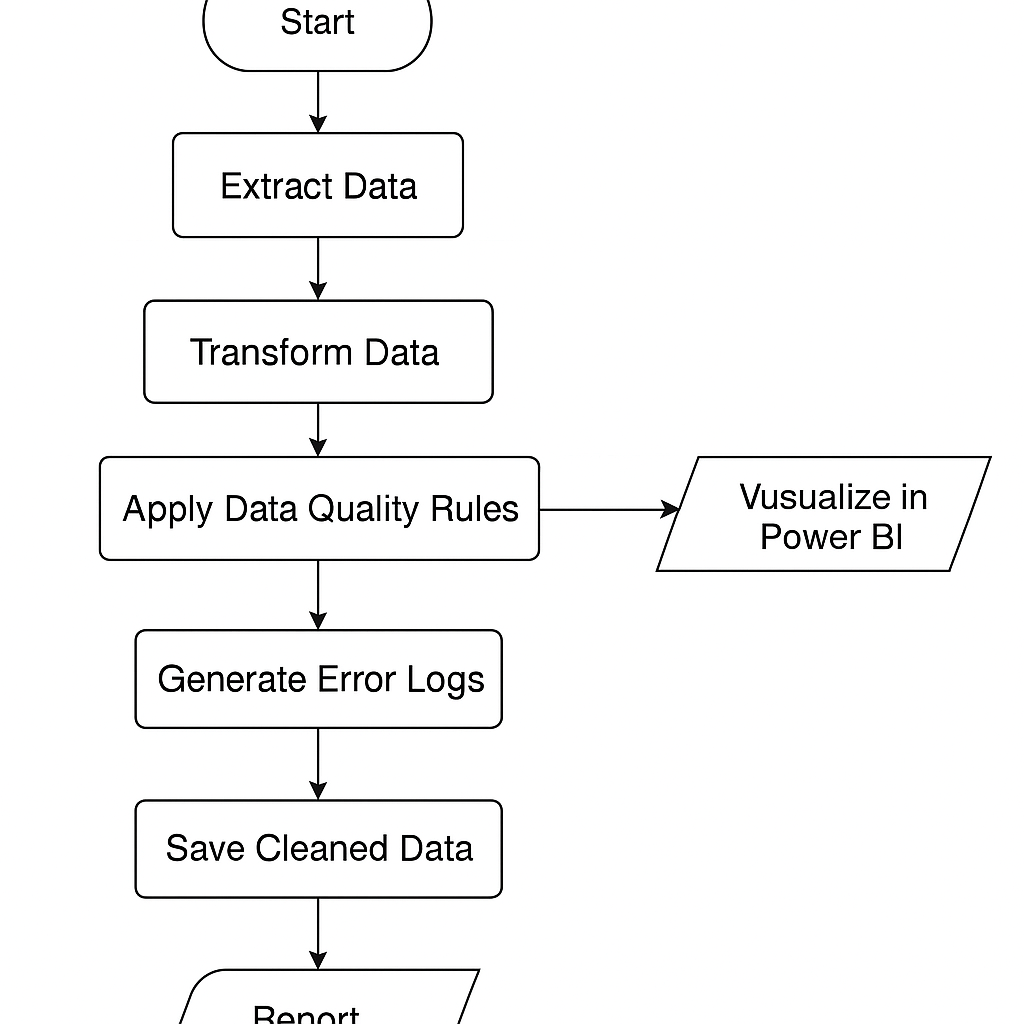 Start
Extract Data
Transform Data
Apply Data Quality Rules
Vusualize in
Power BI
Generate Error Logs
Save Cleaned Data
Report